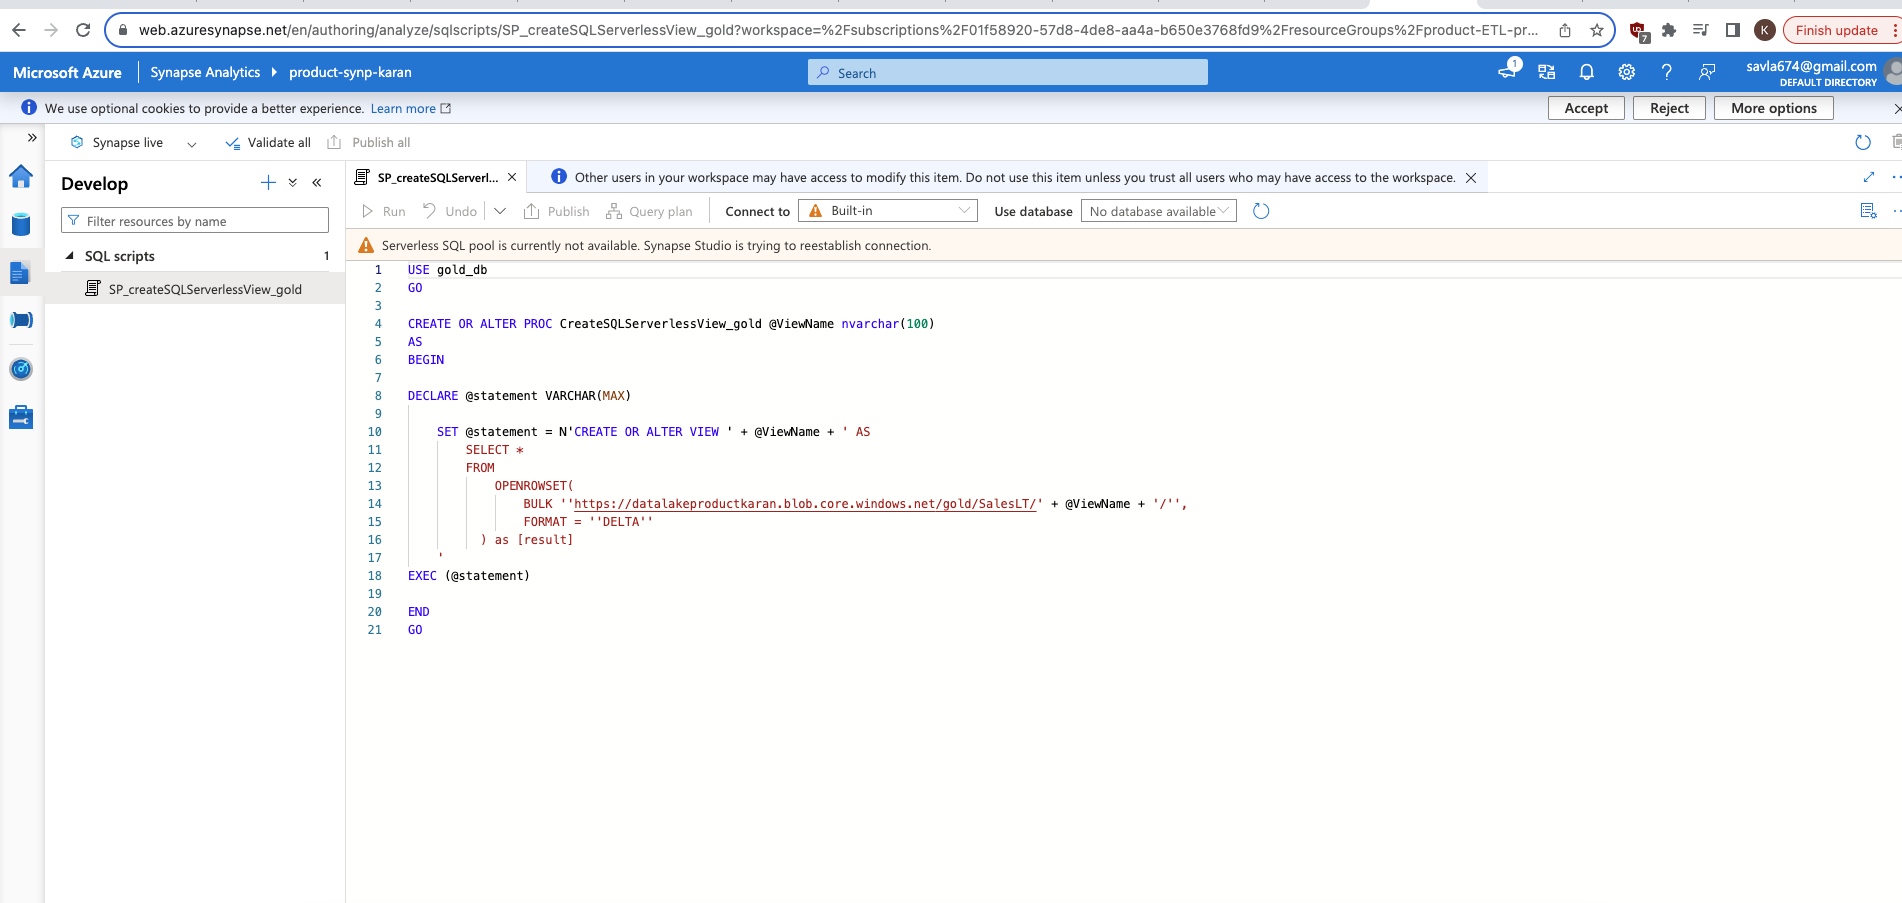 web.azuresynapse.net/en/authoring/analyze/sqlscripts/SP_createSQLServerlessView_gold?workspace=%2Fsubscriptions%2F01f58920-57d8-4de8-aa4a-b650e3768fd9%2FresourceGroups%2Fproduct-ETL-pr...
7
K
Finish update
Microsoft Azure
Synapse Analytics
product-synp-karan
Search
1
savla674@gmail.com
DEFAULT DIRECTORY
We use optional cookies to provide a better experience. Learn more
Accept
Reject
More options
Synapse live
Validate all
Publish all
Develop
SP_createSQLServerl...
Other users in your workspace may have access to modify this item. Do not use this item unless you trust all users who may have access to the workspace.
Filter resources by name
Run
Undo
Publish
Query plan
Connect to
Built-in
Use database
No database available
SQL scripts
1
SP_createSQLServerlessView_gold
Serverless SQL pool is currently not available. Synapse Studio is trying to reestablish connection.
1 USE gold_db
2 GO
3
4 CREATE OR ALTER PROC CreateSQLServerlessView_gold @ViewName nvarchar(100)
5 AS
6 BEGIN
7
8 DECLARE @statement VARCHAR(MAX)
9
10 SET @statement = N'CREATE OR ALTER VIEW ' + @ViewName + ' AS
11 SELECT *
12 FROM
13 OPENROWSET(
14 BULK ''https://datalakeproductkaran.blob.core.windows.net/gold/SalesLT/' + @ViewName + '/'',
15 FORMAT = ''DELTA''
16 ) as [result]
17 '
18 EXEC (@statement)
19
20 END
21 GO